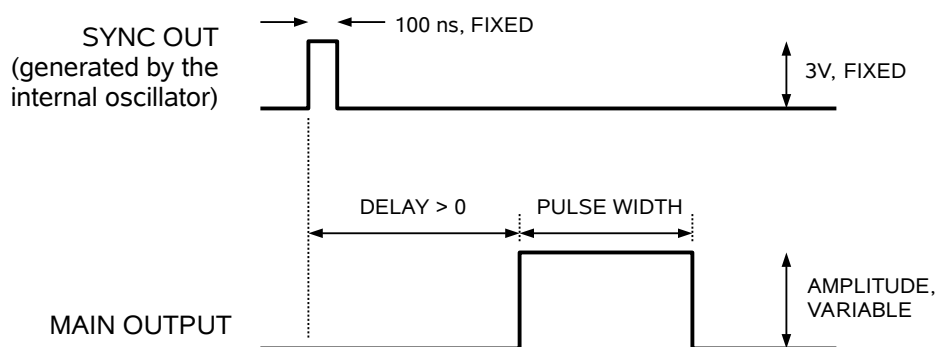 100 ns, FIXED
SYNC OUT
(generated by the
internal oscillator)
3V, FIXED
DELAY > 0
PULSE WIDTH
AMPLITUDE,
VARIABLE
MAIN OUTPUT